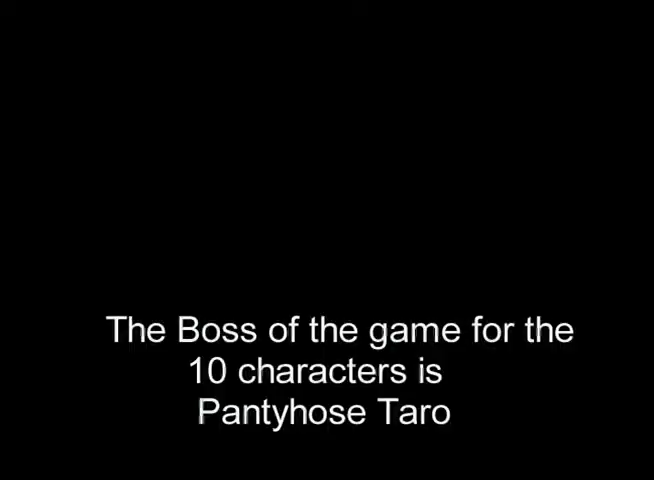 The Boss of the game for the
10 characters is
Pantyhose Taro